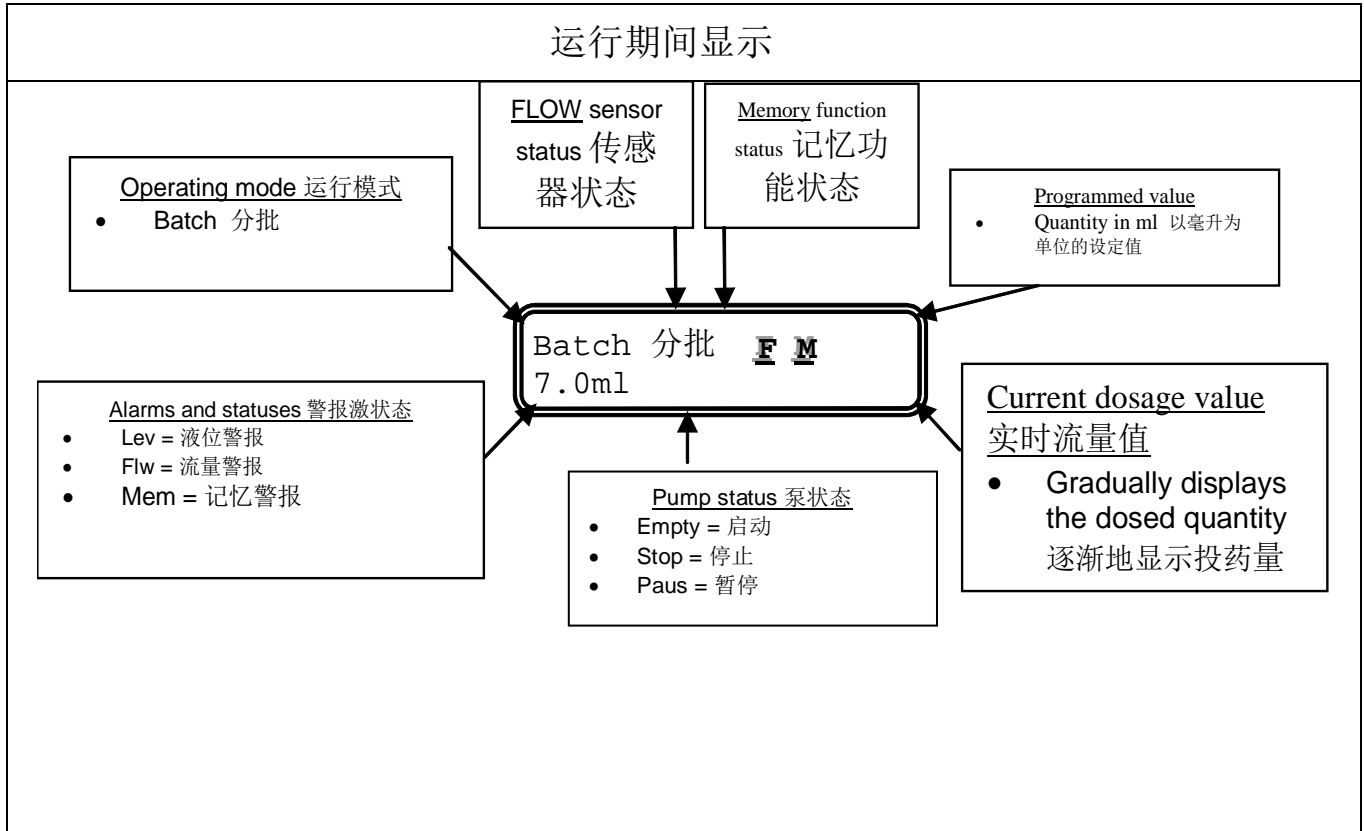 运行期间显示
FLOW sensor
status 传感
器状态
Memory function
status 记忆功
能状态
Operating mode 运行模式
• Batch 分批
Programmed value
• Quantity in ml 以毫升为
单位的设定值
Batch 分批 F M
7.0ml
Alarms and statuses 警报激状态
• Lev = 液位警报
• Flw = 流量警报
• Mem = 记忆警报
Pump status 泵状态
• Empty = 启动
• Stop = 停止
• Paus = 暂停
Current dosage value
实时流量值
• Gradually displays
the dosed quantity
逐渐地显示投药量